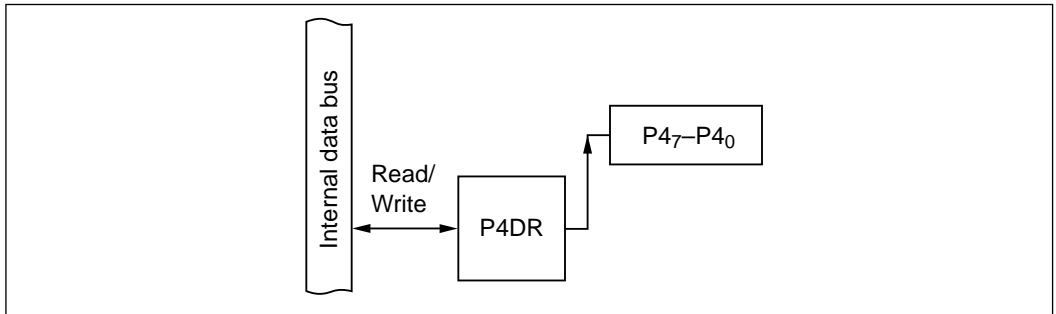 Internal data bus
Read/
Write
P4DR
P4₇–P4₀